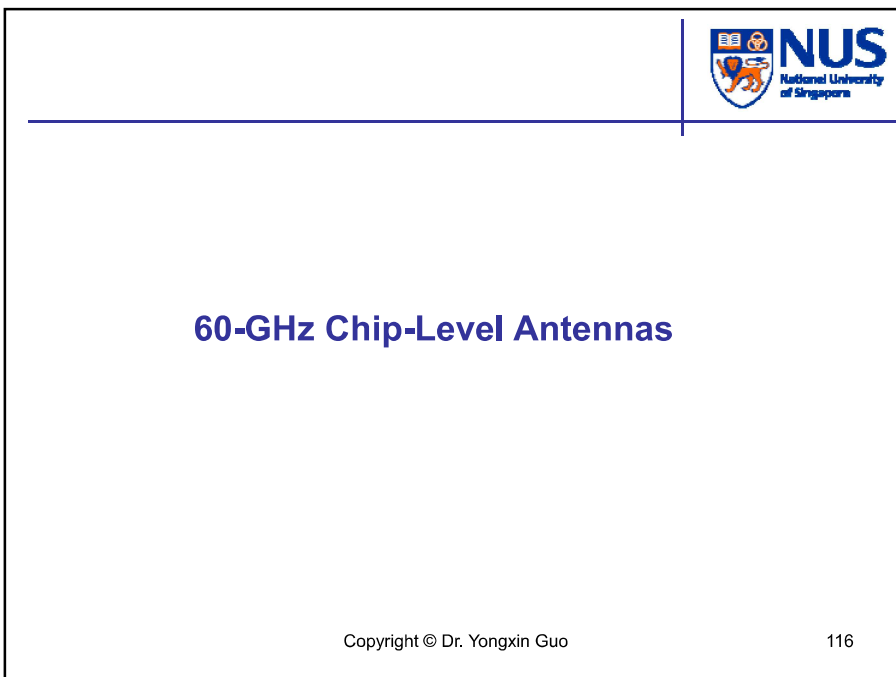 NUS
National University
of Singapore
60-GHz Chip-Level Antennas
Copyright © Dr. Yongxin Guo
116